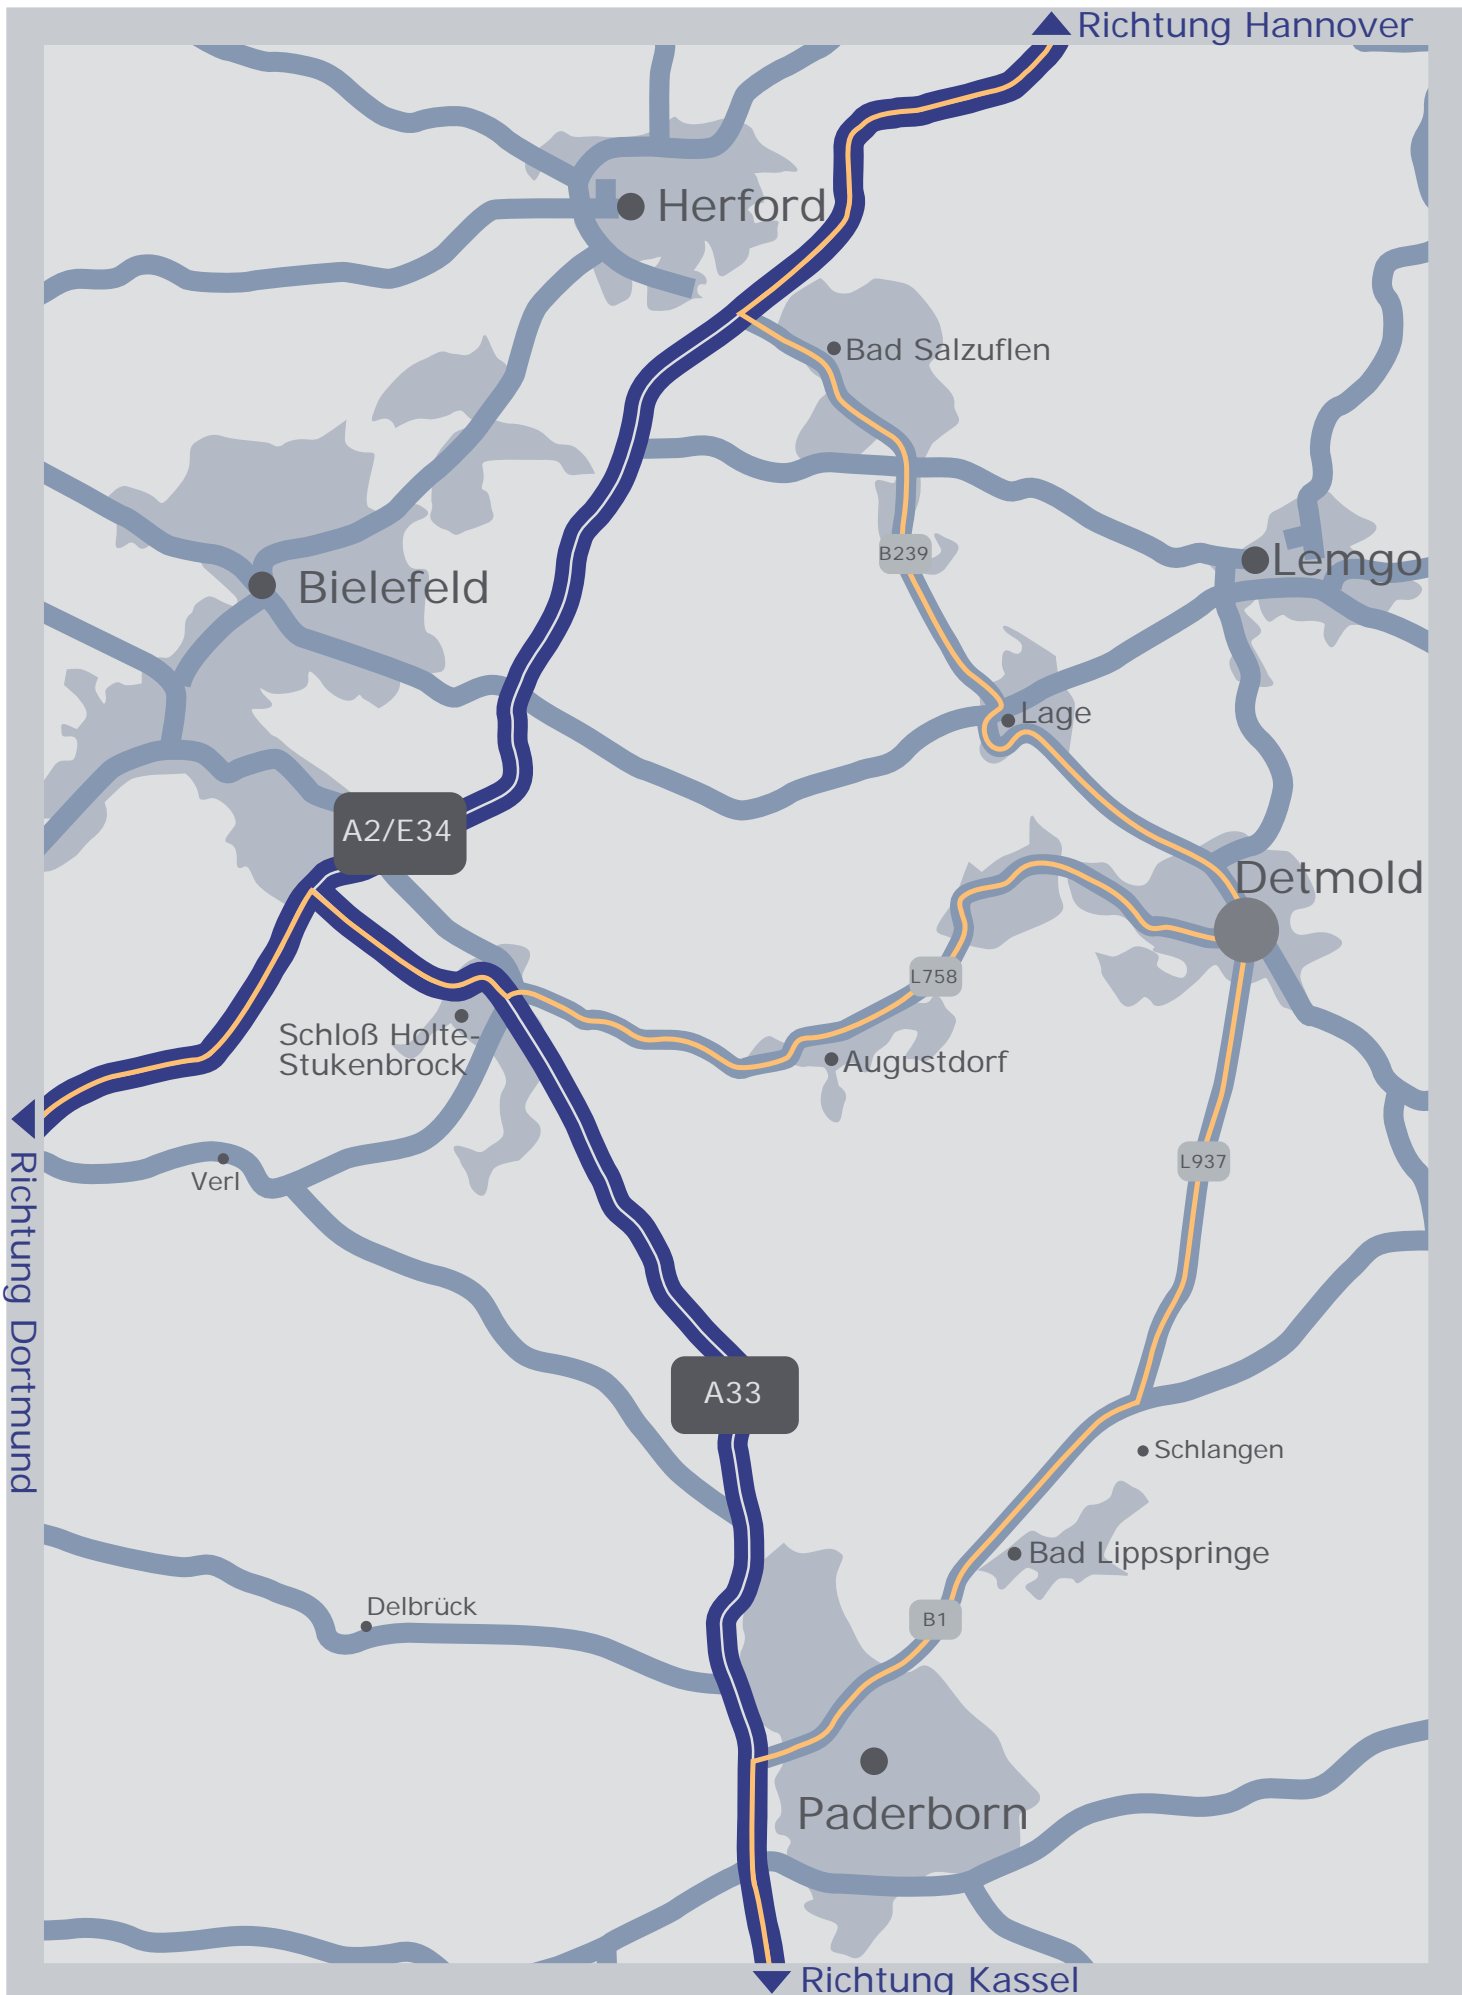 Richtung Hannover
Herford
Bad Salzuflen
B239
Lemgo
Bielefeld
Lage
A2/E34
Detmold
L758
Schloß Holte-
Stukenbrock
Augustdorf
Verl
L937
Richtung Dortmund
A33
Schlangen
Bad Lippspringe
Delbrück
B1
Paderborn
Richtung Kassel